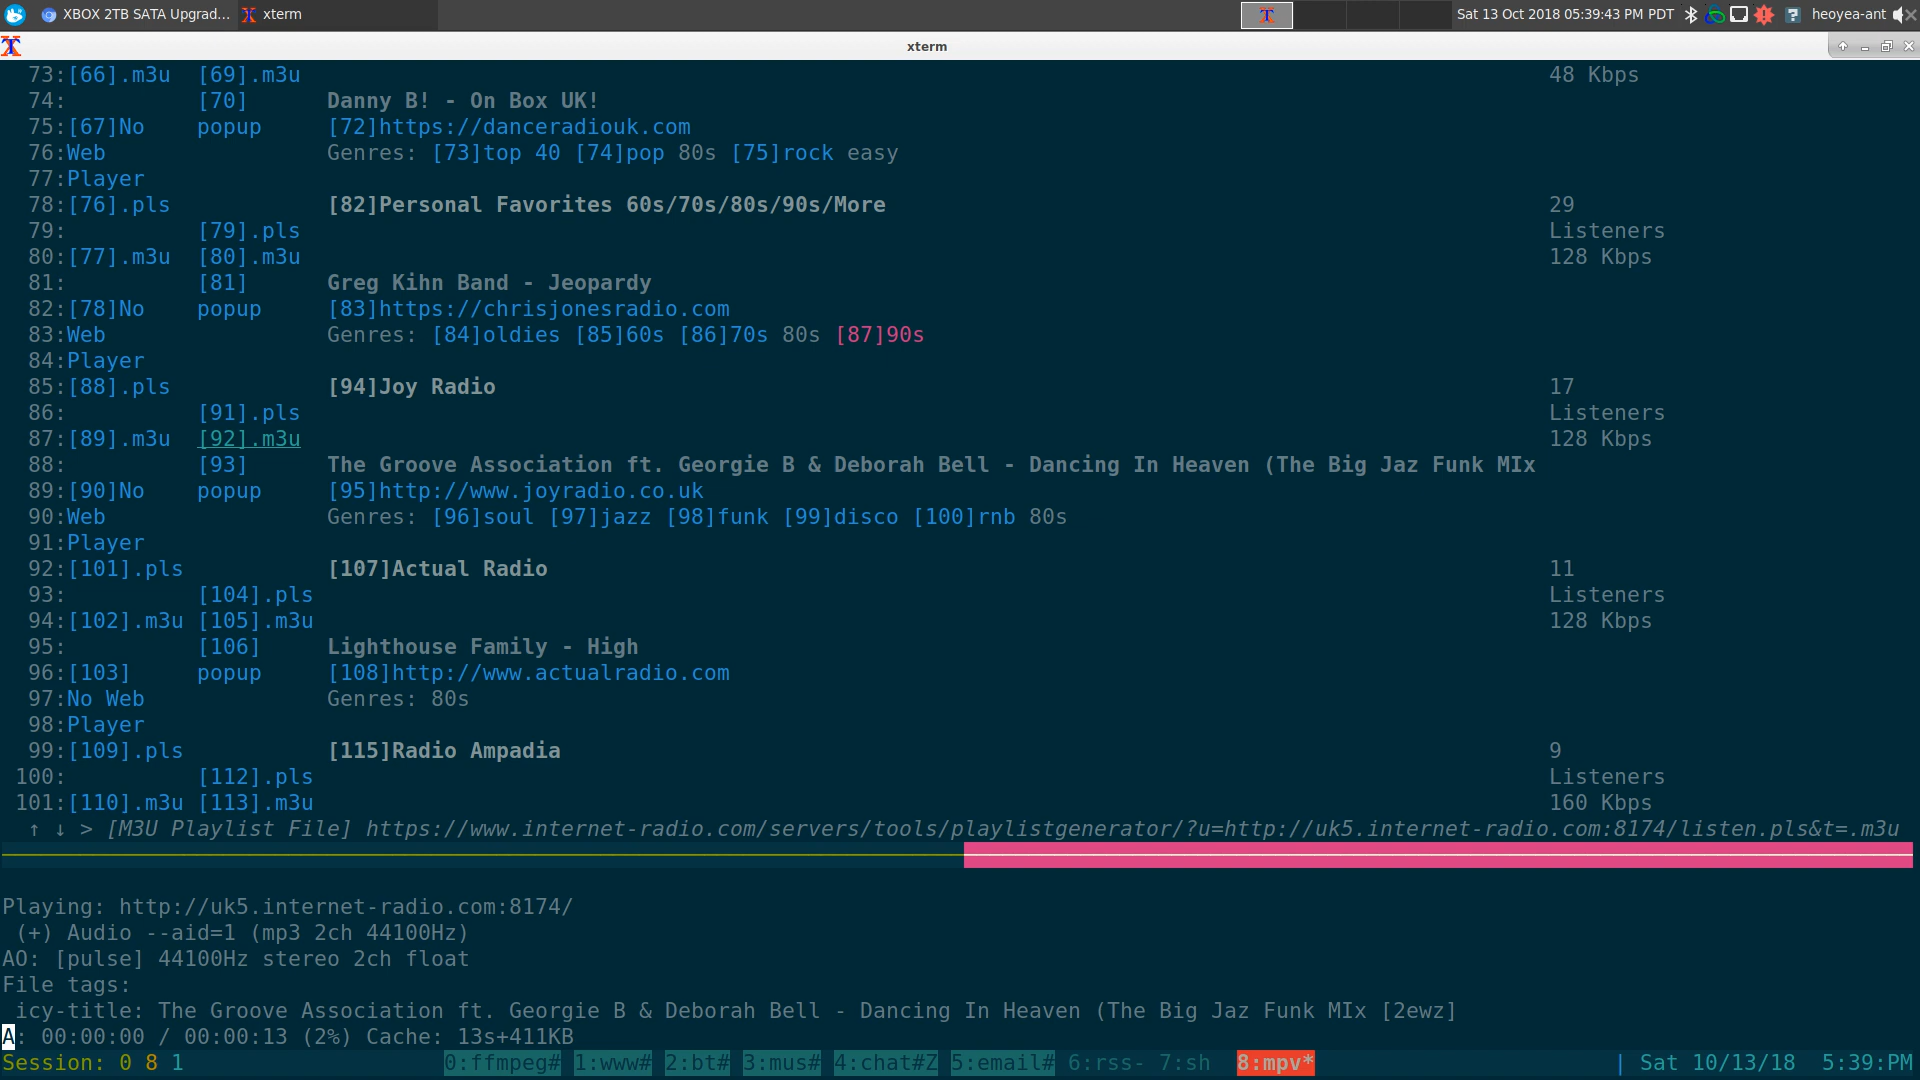 XBOX 2TB SATA Upgrad... xterm Sat 13 Oct 2018 05:39:43 PM PDT heoyea-ant
xterm
73:[66].m3u [69].m3u 48 Kbps
74: [70] Danny B! - On Box UK!
75:[67]No popup [72]https://danceradiouk.com
76:Web Genres: [73]top 40 [74]pop 80s [75]rock easy
77:Player
78:[76].pls [82]Personal Favorites 60s/70s/80s/90s/More 29
79: [79].pls Listeners
80:[77].m3u [80].m3u 128 Kbps
81: [81] Greg Kihn Band - Jeopardy
82:[78]No popup [83]https://chrisjonesradio.com
83:Web Genres: [84]oldies [85]60s [86]70s 80s [87]90s
84:Player
85:[88].pls [94]Joy Radio 17
86: [91].pls Listeners
87:[89].m3u [92].m3u 128 Kbps
88: [93] The Groove Association ft. Georgie B & Deborah Bell - Dancing In Heaven (The Big Jaz Funk MIx
89:[90]No popup [95]http://www.joyradio.co.uk
90:Web Genres: [96]soul [97]jazz [98]funk [99]disco [100]rnb 80s
91:Player
92:[101].pls [107]Actual Radio 11
93: [104].pls Listeners
94:[102].m3u [105].m3u 128 Kbps
95: [106] Lighthouse Family - High
96:[103] popup [108]http://www.actualradio.com
97:No Web Genres: 80s
98:Player
99:[109].pls [115]Radio Ampadia 9
100: [112].pls Listeners
101:[110].m3u [113].m3u 160 Kbps
↑ ↓ > [M3U Playlist File] https://www.internet-radio.com/servers/tools/playlistgenerator/?u=http://uk5.internet-radio.com:8174/listen.pls&t=.m3u
Playing: http://uk5.internet-radio.com:8174/
(+) Audio --aid=1 (mp3 2ch 44100Hz)
AO: [pulse] 44100Hz stereo 2ch float
File tags:
icy-title: The Groove Association ft. Georgie B & Deborah Bell - Dancing In Heaven (The Big Jaz Funk MIx [2ewz]
A: 00:00:00 / 00:00:13 (2%) Cache: 13s+411KB
Session: 0 8 1 0:ffmpeg# 1:www# 2:bt# 3:mus# 4:chat#Z 5:email# 6:rss- 7:sh 8:mpv* | Sat 10/13/18 5:39:PM